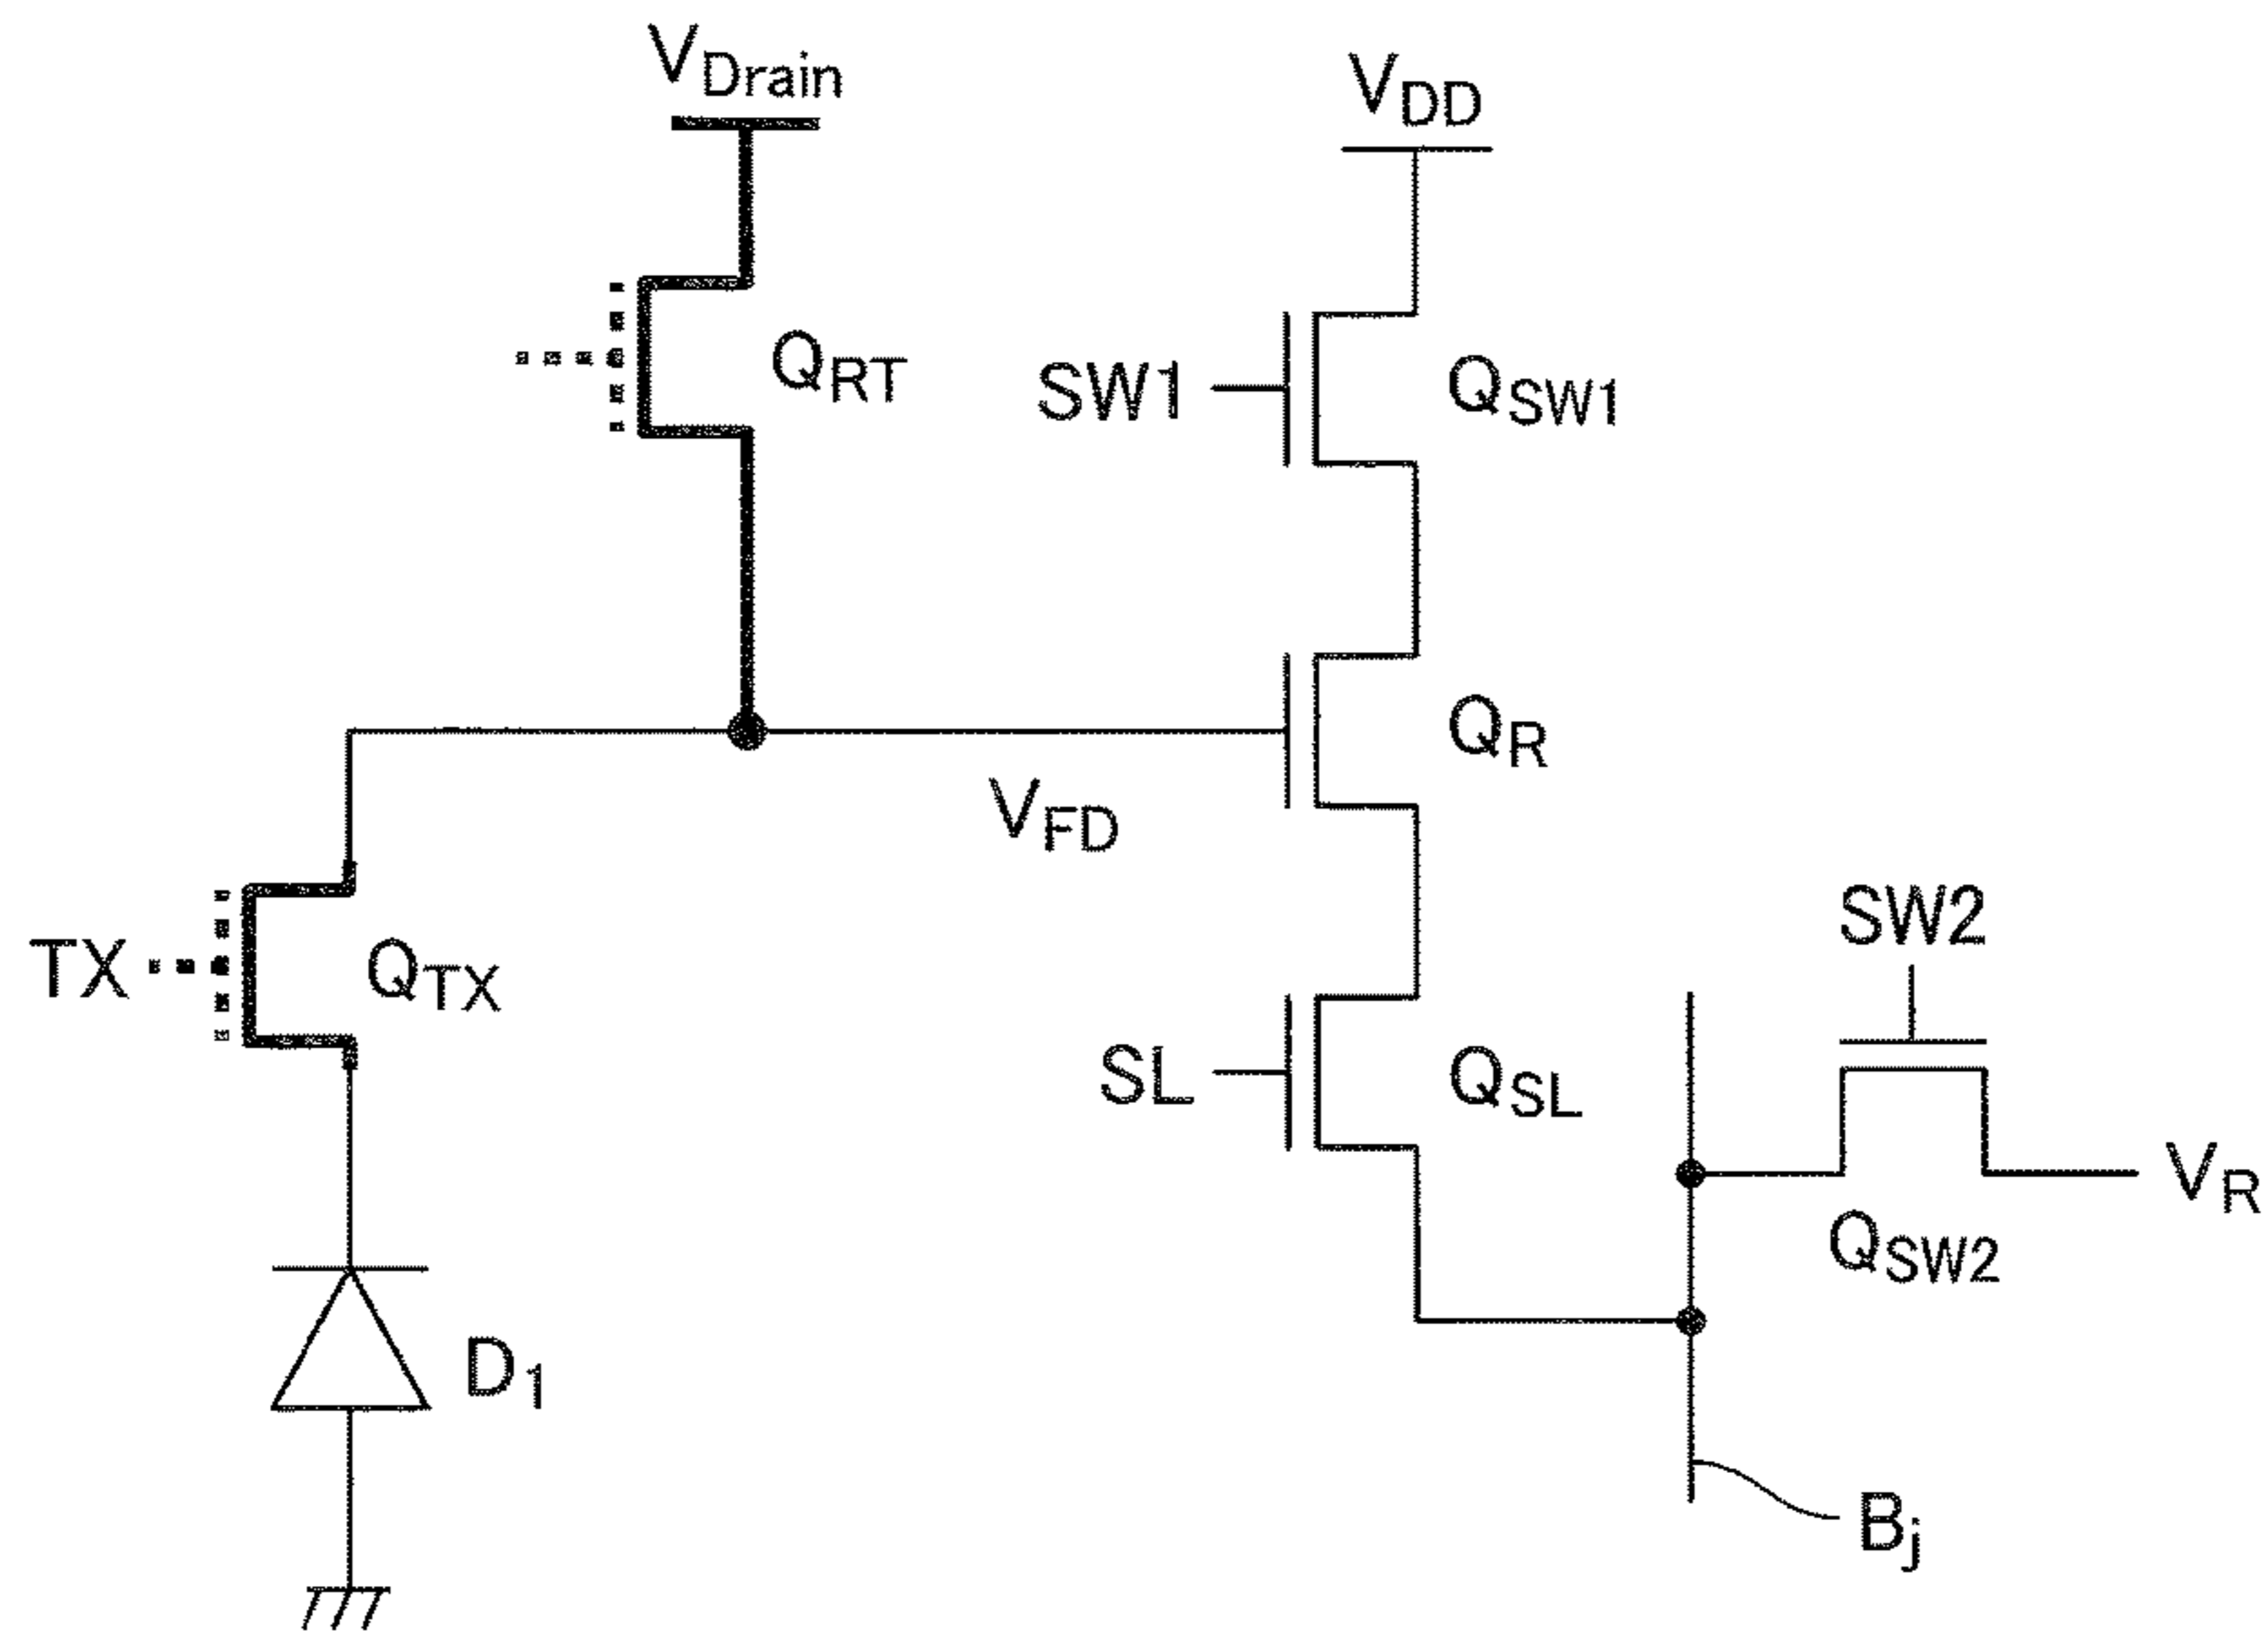 VDrain
VDD
QRT
SW1
QSW1
QR
VFD
TX
QTX
SL
QSL
SW2
VR
QSW2
D1
Bj